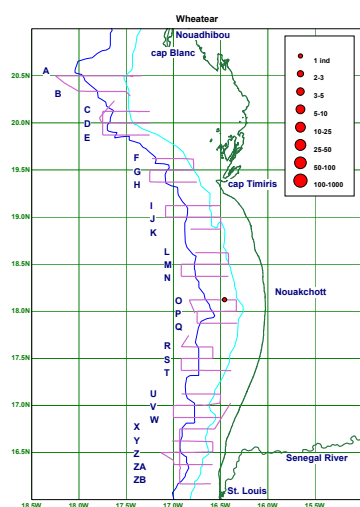 Wheatear
Nouadhibou
cap Blanc
1 ind
2-3
3-5
5-10
10-25
25-50
50-100
100-1000
20.5N
20.0N
19.5N
19.0N
18.5N
18.0N
17.5N
17.0N
16.5N
A
B
C
D
E
F
G
H
I
J
K
L
M
N
O
P
Q
R
S
T
U
V
W
X
Y
Z
ZA
ZB
cap Timiris
Nouakchott
Senegal River
St. Louis
18.5W
18.0W
17.5W
17.0W
16.5W
16.0W
15.5W